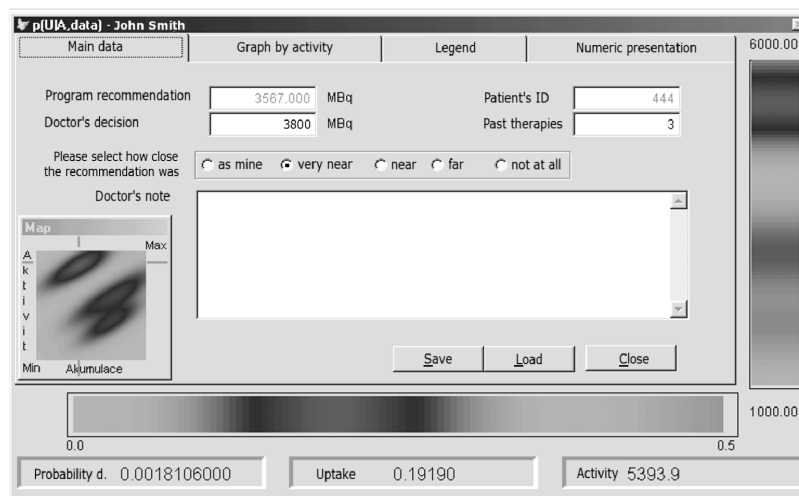 p(U|A,data) - John Smith
Main data Graph by activity Legend Numeric presentation
6000.00
Program recommendation 3567.000 MBq Patient's ID 444
Doctor's decision 3800 MBq Past therapies 3
Please select how close
the recommendation was
as mine very near near far not at all
Doctor's note
Map
Max
Aktivit
Min Akumulace
Save Load Close
1000.00
0.0 0.5
Probability d. 0.0018106000 Uptake 0.19190 Activity 5393.9